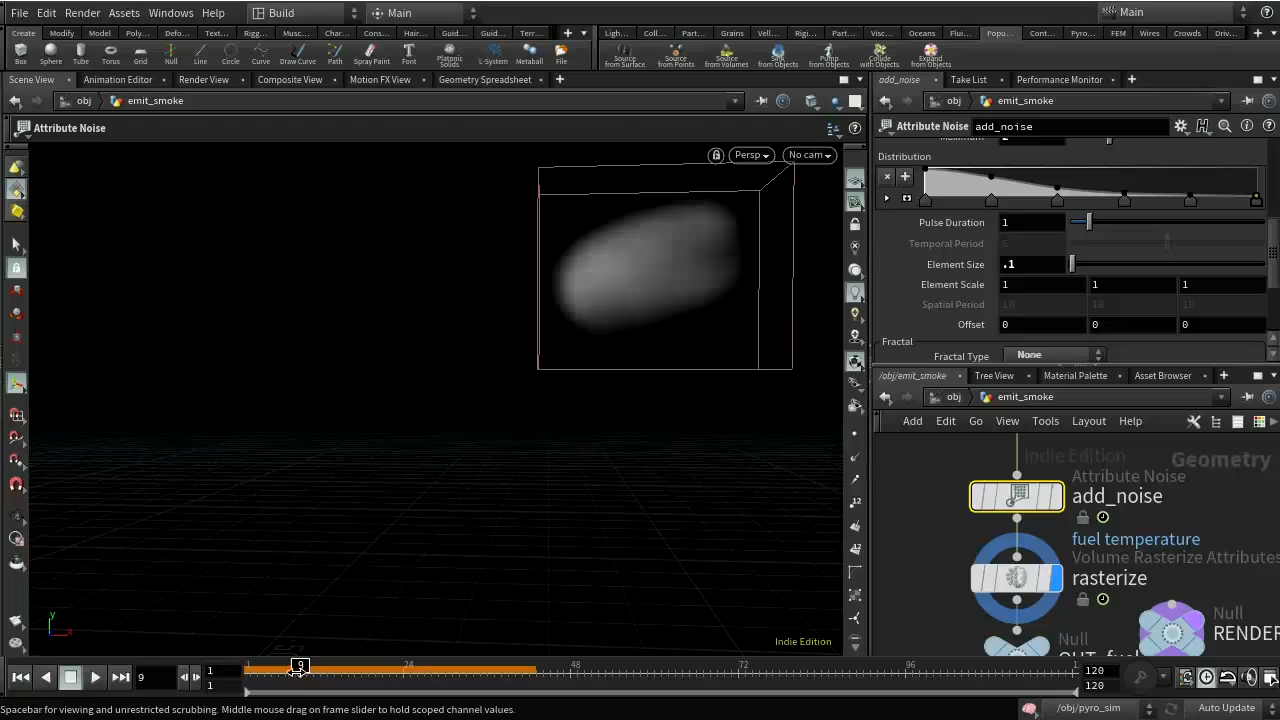 File Edit Render Assets Windows Help Build Main Main
Create Modify Model Poly... Defo... Text... Rigg... Musc... Char... Cons... Hair... Guid... Guid... Terr... Ligh... Coll... Part... Grains Vell... Rigi... Part... Visc... Oceans Flui... Popu... Cont... Pyro... FEM Wires Crowds Driv...
Box Sphere Tube Torus Grid Null Line Circle Curve Draw Curve Path Spray Paint Font Platonic Solids L-System Metaball File Source from Surface Source from Points Source from Volumes Sink from Objects Pump from Objects Collide with Objects Expand from Objects
Scene View Animation Editor Render View Composite View Motion FX View Geometry Spreadsheet add_noise Take List Performance Monitor
obj emit_smoke obj emit_smoke
Attribute Noise Attribute Noise add_noise
Persp No cam
Distribution
Pulse Duration 1
Temporal Period 5
Element Size .1
Element Scale 1 1 1
Spatial Period 10 10 10
Offset 0 0 0
Fractal
Fractal Type None
/obj/emit_smoke Tree View Material Palette Asset Browser
obj emit_smoke
Add Edit Go View Tools Layout Help
Indie Edition Geometry
Attribute Noise
add_noise
fuel temperature
Volume Rasterize Attributes
rasterize
Null
RENDER
Null
y
x
Indie Edition
1 9 24 48 72 96 1
9 1 120
1 120
Spacebar for viewing and unrestricted scrubbing. Middle mouse drag on frame slider to hold scoped channel values. /obj/pyro_sim Auto Update